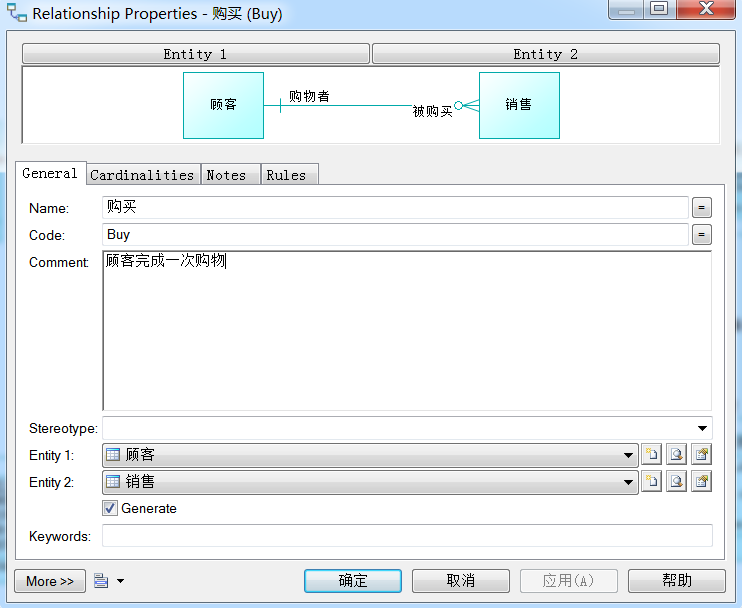 Relationship Properties - 购买 (Buy)
Entity 1
Entity 2
顾客
购物者
被购买
销售
General
Cardinalities
Notes
Rules
Name:
购买
=
Code:
Buy
=
Comment:
顾客完成一次购物
Stereotype:
Entity 1:
顾客
Entity 2:
销售
Generate
Keywords:
More >>
确定
取消
应用(A)
帮助